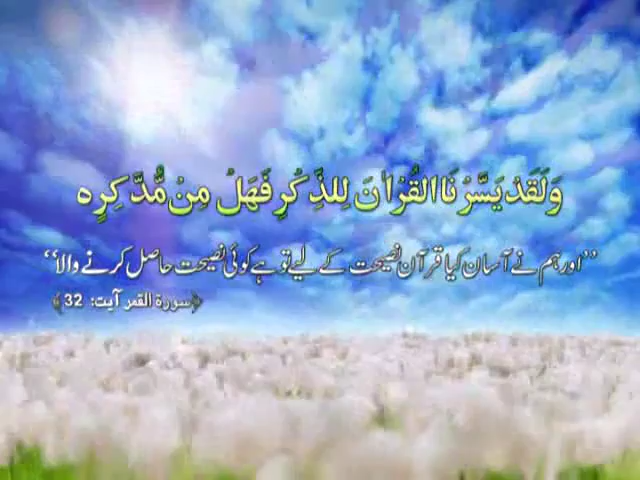 وَلَقَدْ يَسَّرْنَا الْقُرْاٰنَ لِلذِّكْرِ فَهَلْ مِنْ مُّدَّكِرٍ ہ
’’اور ہم نے آسان کیا قرآن نصیحت کے لیے تو ہے کوئی نصیحت حاصل کرنے والا‘‘
﴿سورۃ القمر آیت: 32﴾